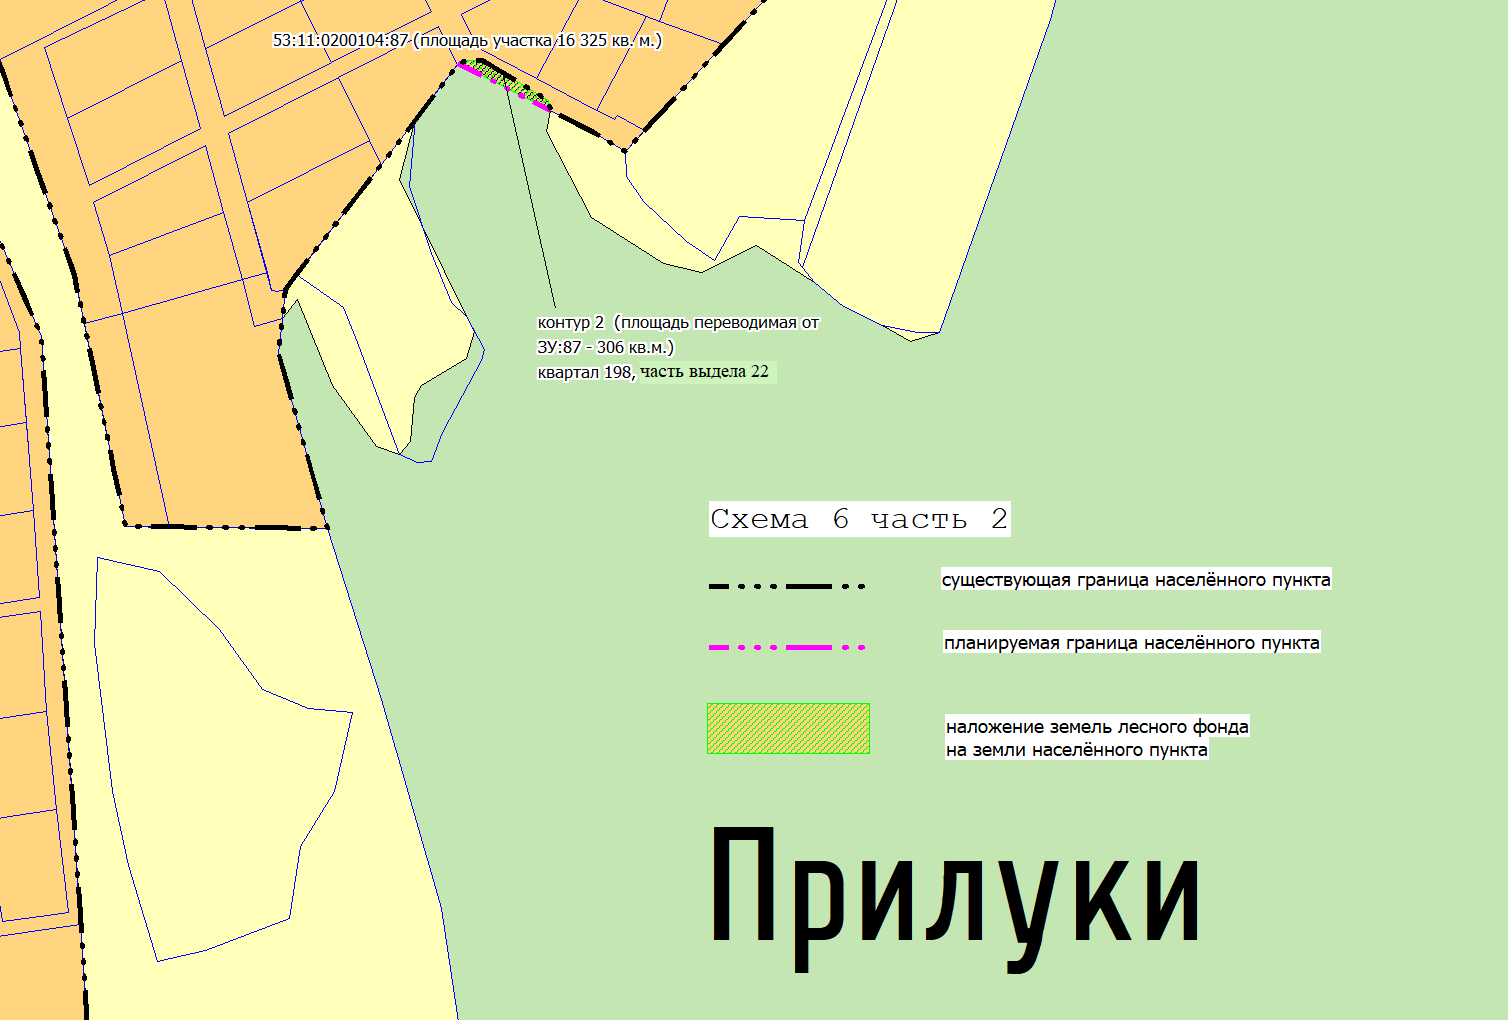 53:11:0200104:87 (площадь участка 16 325 кв. м.)
контур 2 (площадь переводимая от
ЗУ:87 - 306 кв.м.)
квартал 198, часть выдела 22
Схема 6 часть 2
существующая граница населённого пункта
планируемая граница населённого пункта
наложение земель лесного фонда
на земли населённого пункта
Прилуки